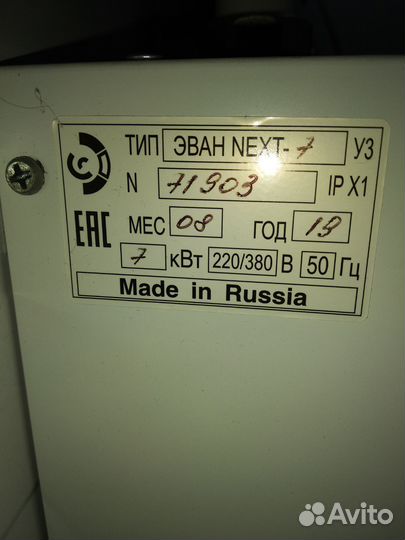 ТИП ЭВАН NEXT-7 У3
N 71903 IP X1
МЕС 08 ГОД 19
ЕАС
7 кВт 220/380 В 50 Гц
Made in Russia
Avito